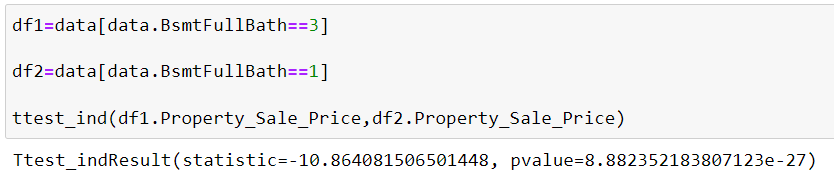 df1=data[data.BsmtFullBath==3]
df2=data[data.BsmtFullBath==1]
ttest_ind(df1.Property_Sale_Price,df2.Property_Sale_Price)
Ttest_indResult(statistic=-10.864081506501448, pvalue=8.882352183807123e-27)